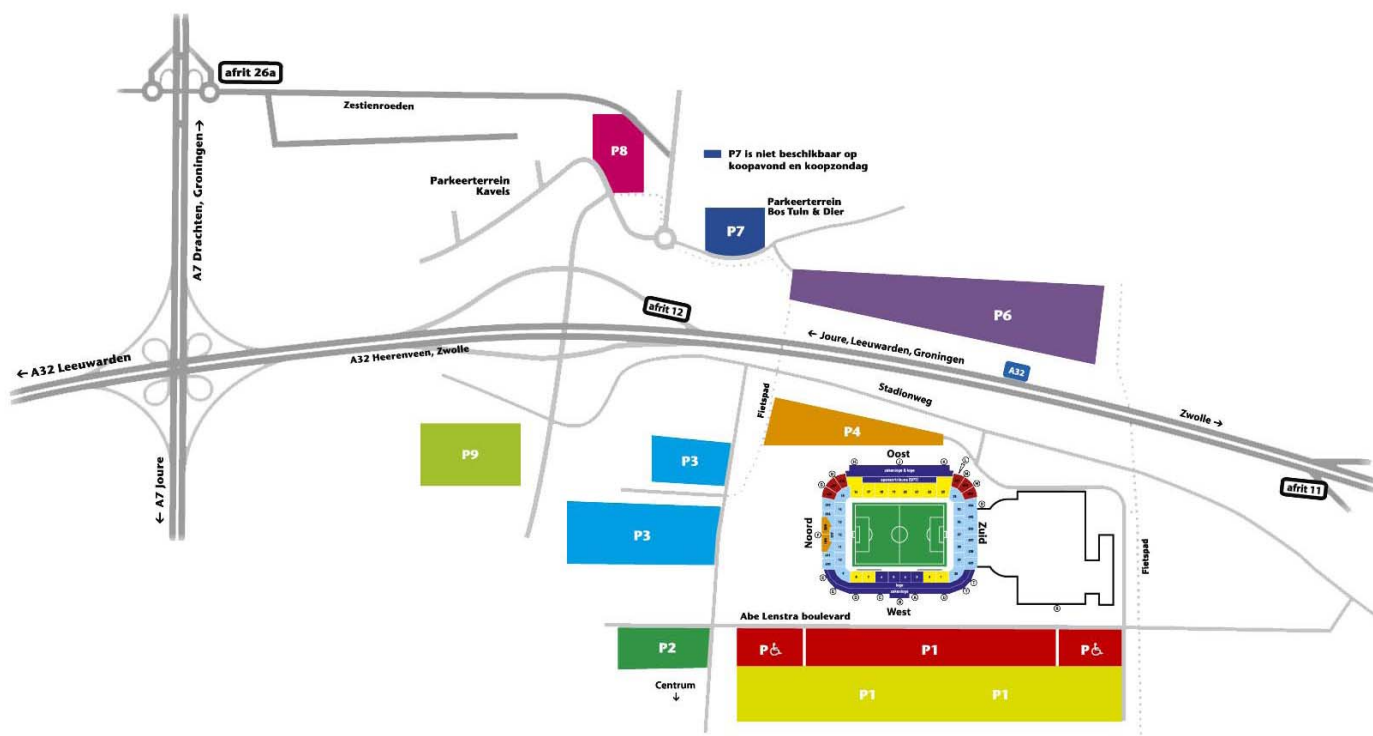 afrit 26a
Zestienroeden
A7 Drachten, Groningen →
P8
P7 is niet beschikbaar op
koopavond en koopzondag
Parkeerterrein
Kavels
Parkeerterrein
Bos Tuin & Dier
P7
afrit 12
P6
← Joure, Leeuwarden, Groningen
A32
← A32 Leeuwarden
A32 Heerenveen, Zwolle
Stadionweg
Fietspad
Zwolle →
P4
P9
P3
Oost
← A7 Joure
afrit 11
P3
Noord
Zuid
Fietspad
West
Abe Lenstra boulevard
P2
P
P1
P
Centrum
↓
P1
P1